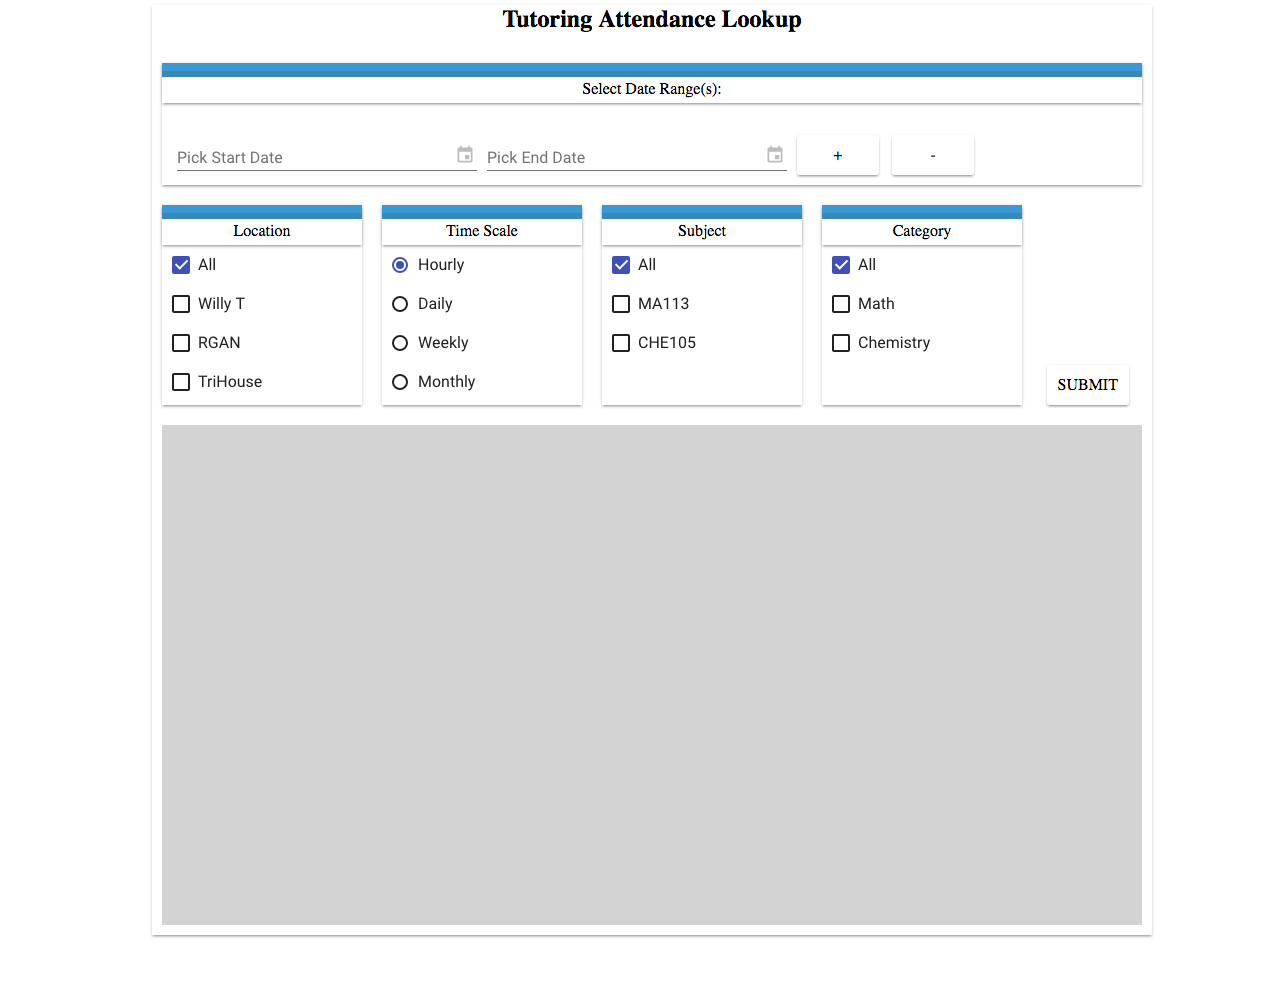 Tutoring Attendance Lookup
Select Date Range(s):
Pick Start Date
Pick End Date
+
-
Location
All
Willy T
RGAN
TriHouse
Time Scale
Hourly
Daily
Weekly
Monthly
Subject
All
MA113
CHE105
Category
All
Math
Chemistry
SUBMIT